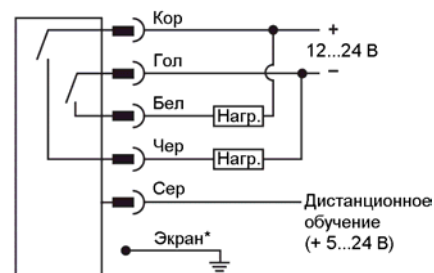 Кор
+
12...24 В
Гол
−
Бел
Нагр.
Чер
Нагр.
Сер
Дистанционное
обучение
(+ 5...24 В)
Экран*